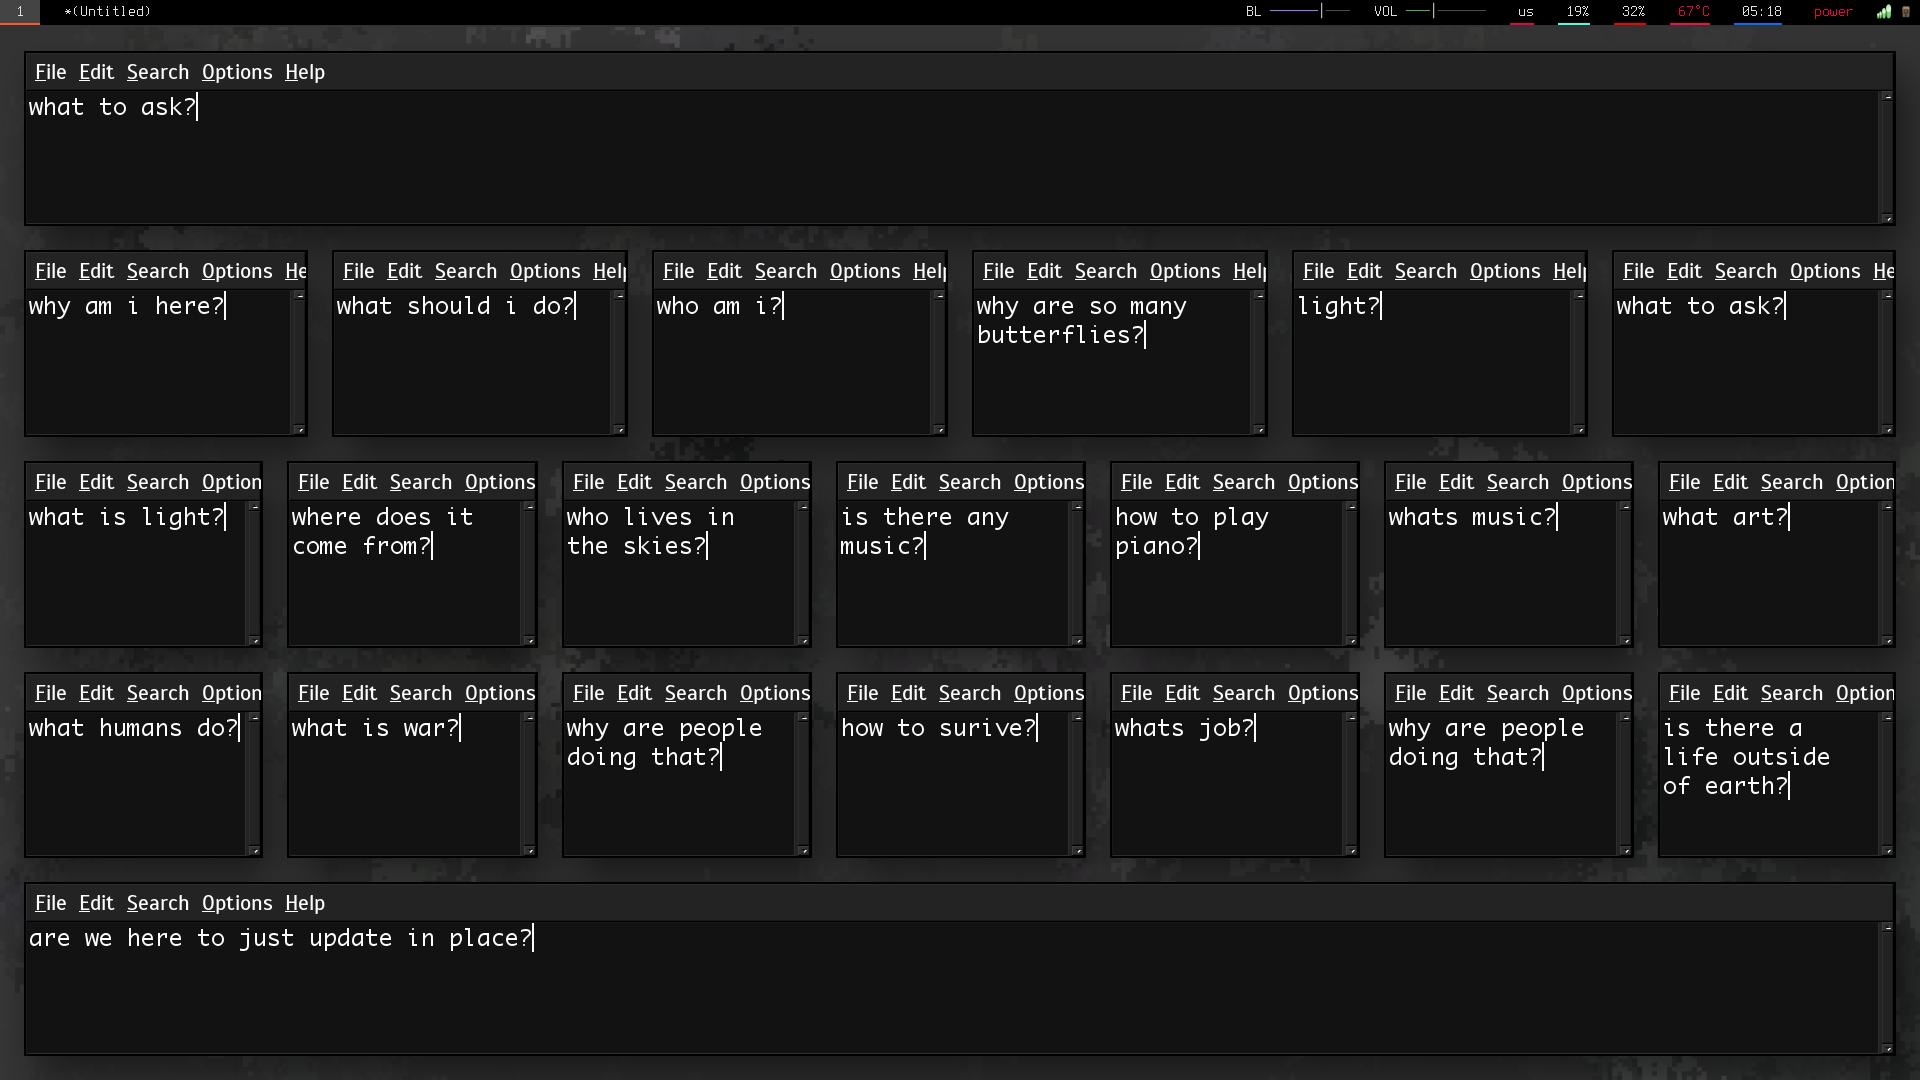 1 *(Untitled) BL VOL us 19% 32% 67°C 05:18 power
File Edit Search Options Help
what to ask?
File Edit Search Options He
why am i here?
File Edit Search Options Help
what should i do?
File Edit Search Options Help
who am i?
File Edit Search Options Help
why are so many
butterflies?
File Edit Search Options Help
light?
File Edit Search Options He
what to ask?
File Edit Search Option
what is light?
File Edit Search Options
where does it
come from?
File Edit Search Options
who lives in
the skies?
File Edit Search Options
is there any
music?
File Edit Search Options
how to play
piano?
File Edit Search Options
whats music?
File Edit Search Option
what art?
File Edit Search Option
what humans do?
File Edit Search Options
what is war?
File Edit Search Options
why are people
doing that?
File Edit Search Options
how to surive?
File Edit Search Options
whats job?
File Edit Search Options
why are people
doing that?
File Edit Search Option
is there a
life outside
of earth?
File Edit Search Options Help
are we here to just update in place?